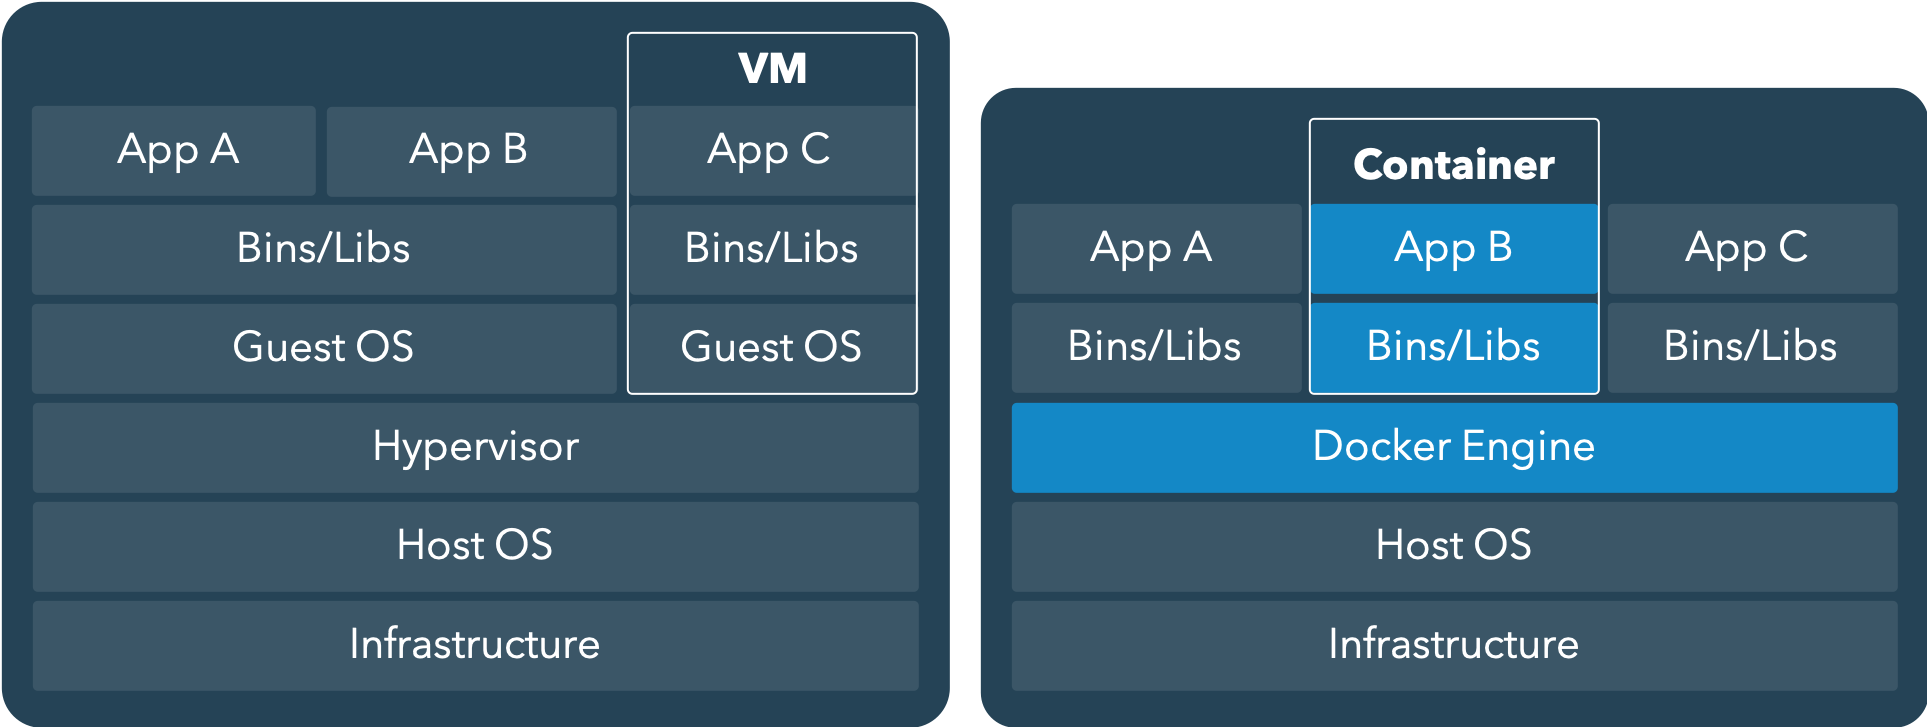 VM
App A
App B
App C
Bins/Libs
Bins/Libs
Guest OS
Guest OS
Hypervisor
Host OS
Infrastructure
Container
App A
App B
App C
Bins/Libs
Bins/Libs
Bins/Libs
Docker Engine
Host OS
Infrastructure